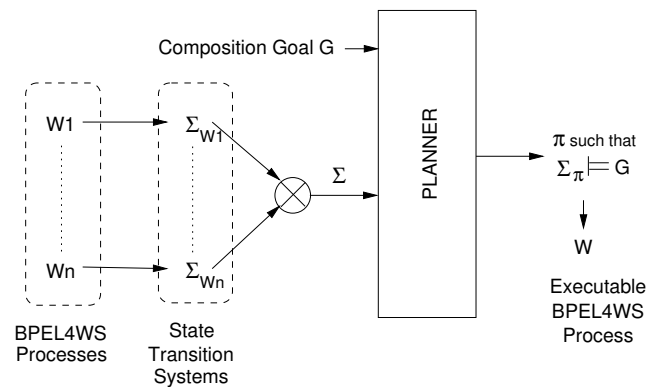 Composition Goal G
W1
Σ_W1
Σ
PLANNER
π such that
Σ_π ⊨ G
Wn
Σ_Wn
W
BPEL4WS
Processes
State
Transition
Systems
Executable
BPEL4WS
Process